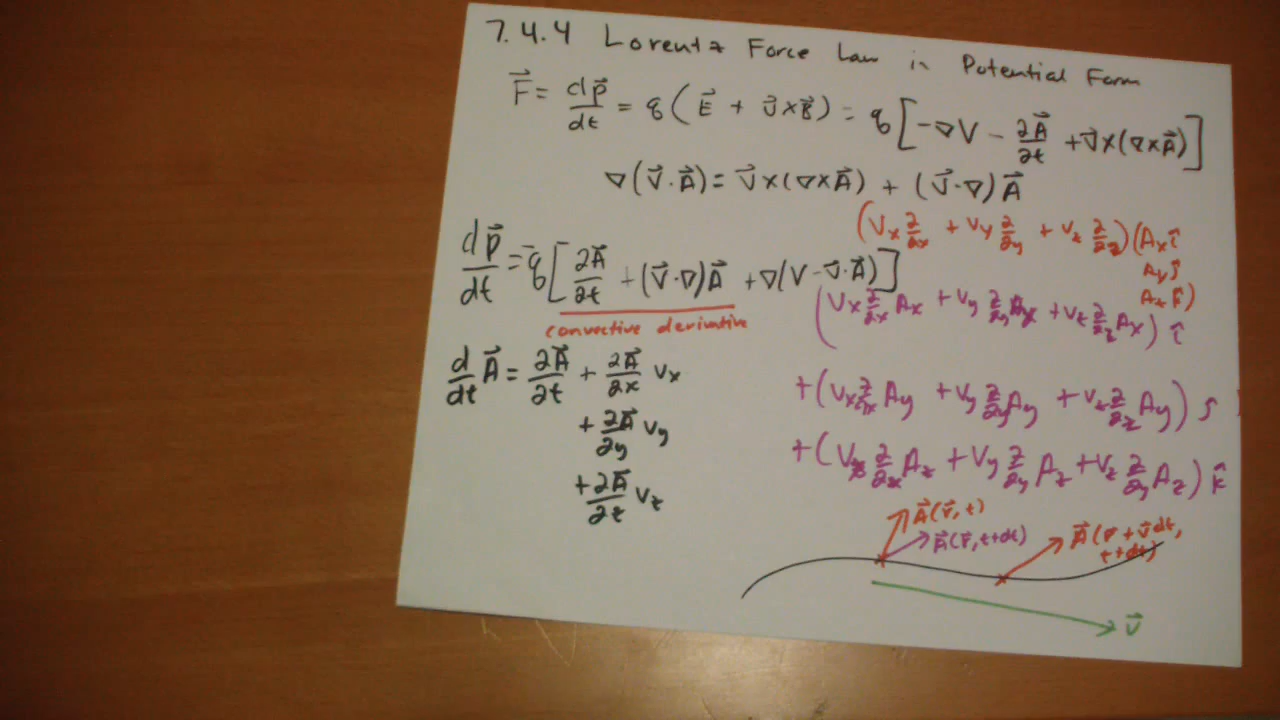 7.4.4 Lorentz Force Law in Potential Form
F⃗ = dp⃗/dt = q(E⃗ + v⃗×B⃗) = q[-∇V - ∂A⃗/∂t + v⃗×(∇×A⃗)]
∇(v⃗·A⃗) = v⃗×(∇×A⃗) + (v⃗·∇)A⃗
(Vx ∂/∂x + Vy ∂/∂y + Vz ∂/∂z)(Ax î
Ay ĵ
Az k̂)
dp⃗/dt = -q[∂A⃗/∂t + (v⃗·∇)A⃗ + ∇(V - v⃗·A⃗)]
convective derivative
(Vx ∂/∂x Ax + Vy ∂/∂y Ax + Vz ∂/∂z Ax) î
d/dt A⃗ = ∂A⃗/∂t + ∂A⃗/∂x Vx
+ ∂A⃗/∂y Vy
+ ∂A⃗/∂t Vz
+ (Vx ∂/∂x Ay + Vy ∂/∂y Ay + Vz ∂/∂z Ay) ĵ
+ (Vx ∂/∂x Az + Vy ∂/∂y Az + Vz ∂/∂y Az) k̂
A⃗(r⃗, t)
A⃗(r⃗, t+dt)
A⃗(r⃗ + v⃗dt,
t+dt)
v⃗